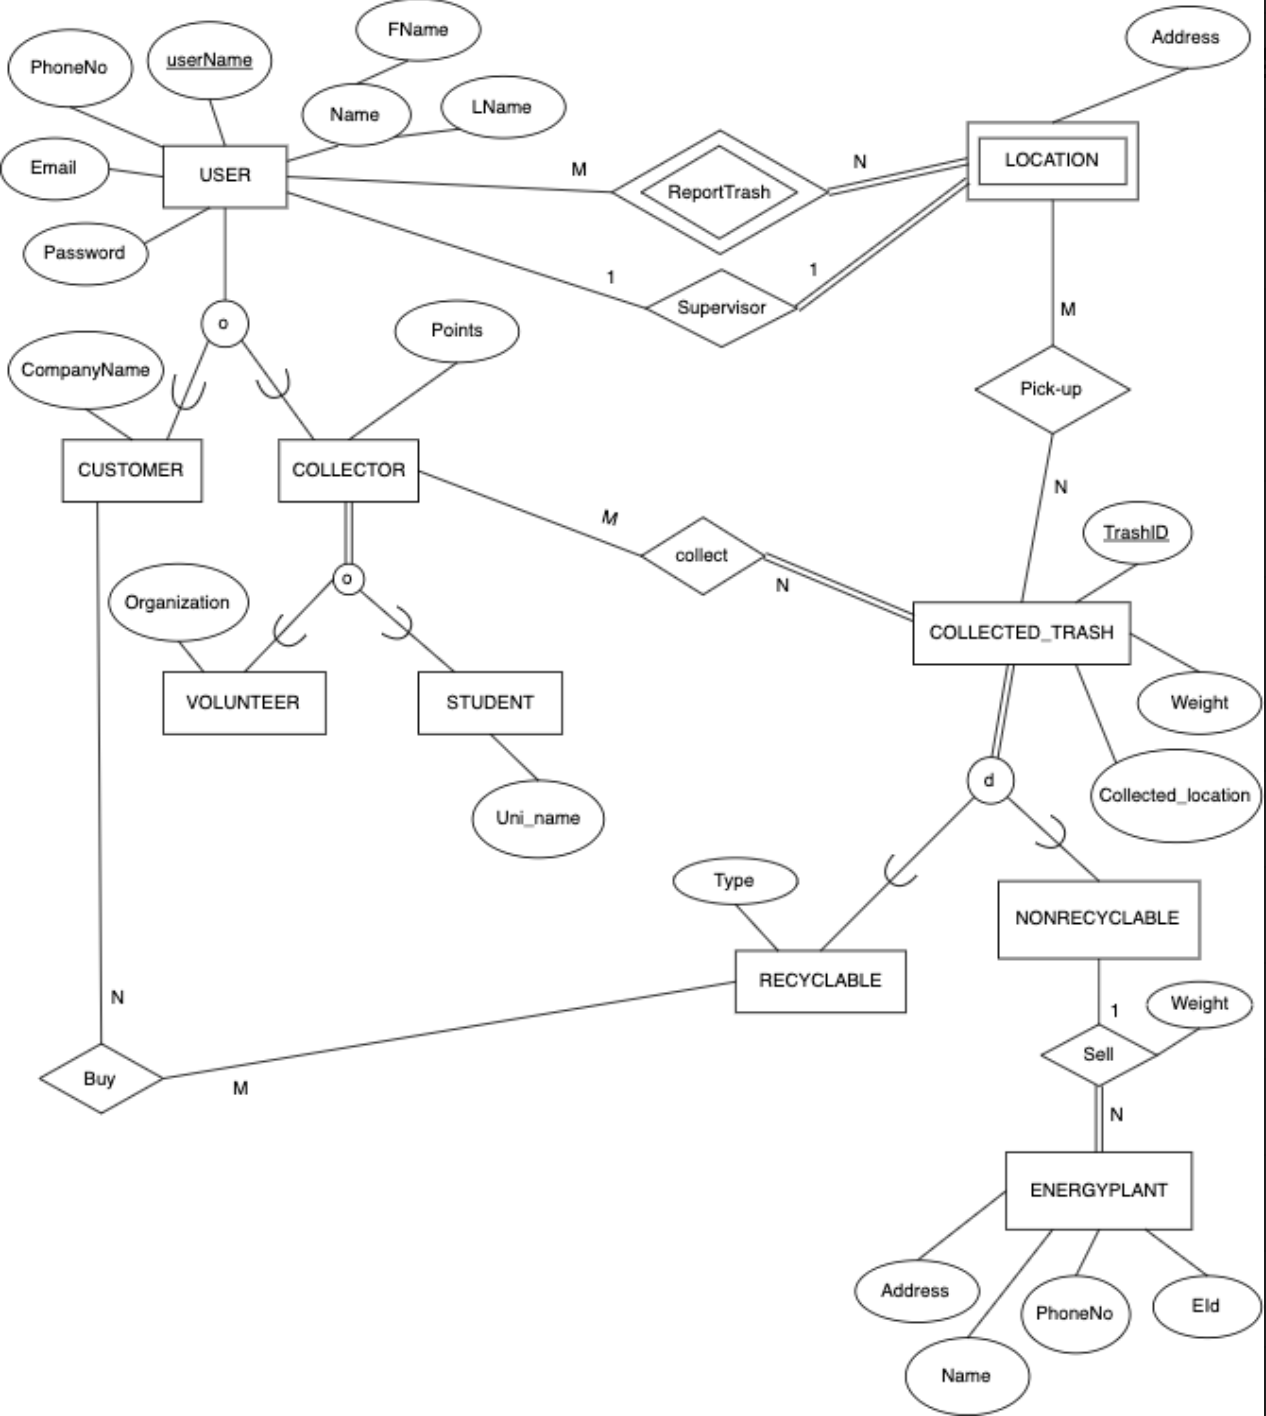 FName
Address
PhoneNo
userName
Name
LName
USER
Email
Password
M
ReportTrash
N
LOCATION
1
Supervisor
1
o
Points
M
CompanyName
Pick-up
CUSTOMER
COLLECTOR
N
M
collect
N
TrashID
COLLECTED_TRASH
Organization
o
VOLUNTEER
STUDENT
Weight
d
Collected_location
Uni_name
Type
NONRECYCLABLE
RECYCLABLE
N
Buy
M
1
Weight
Sell
N
ENERGYPLANT
Address
Name
PhoneNo
EId